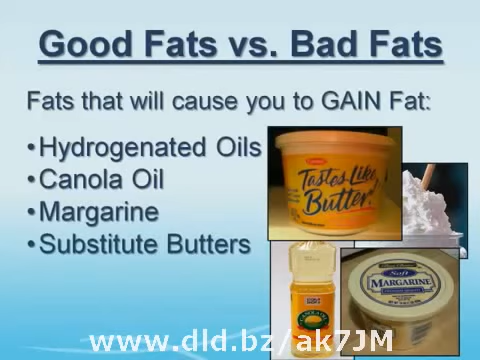 Good Fats vs. Bad Fats
Fats that will cause you to GAIN Fat:
•Hydrogenated Oils
•Canola Oil
•Margarine
•Substitute Butters
Tastes Like
Butter!
Soft
MARGARINE
www.dld.bz/ak7JM